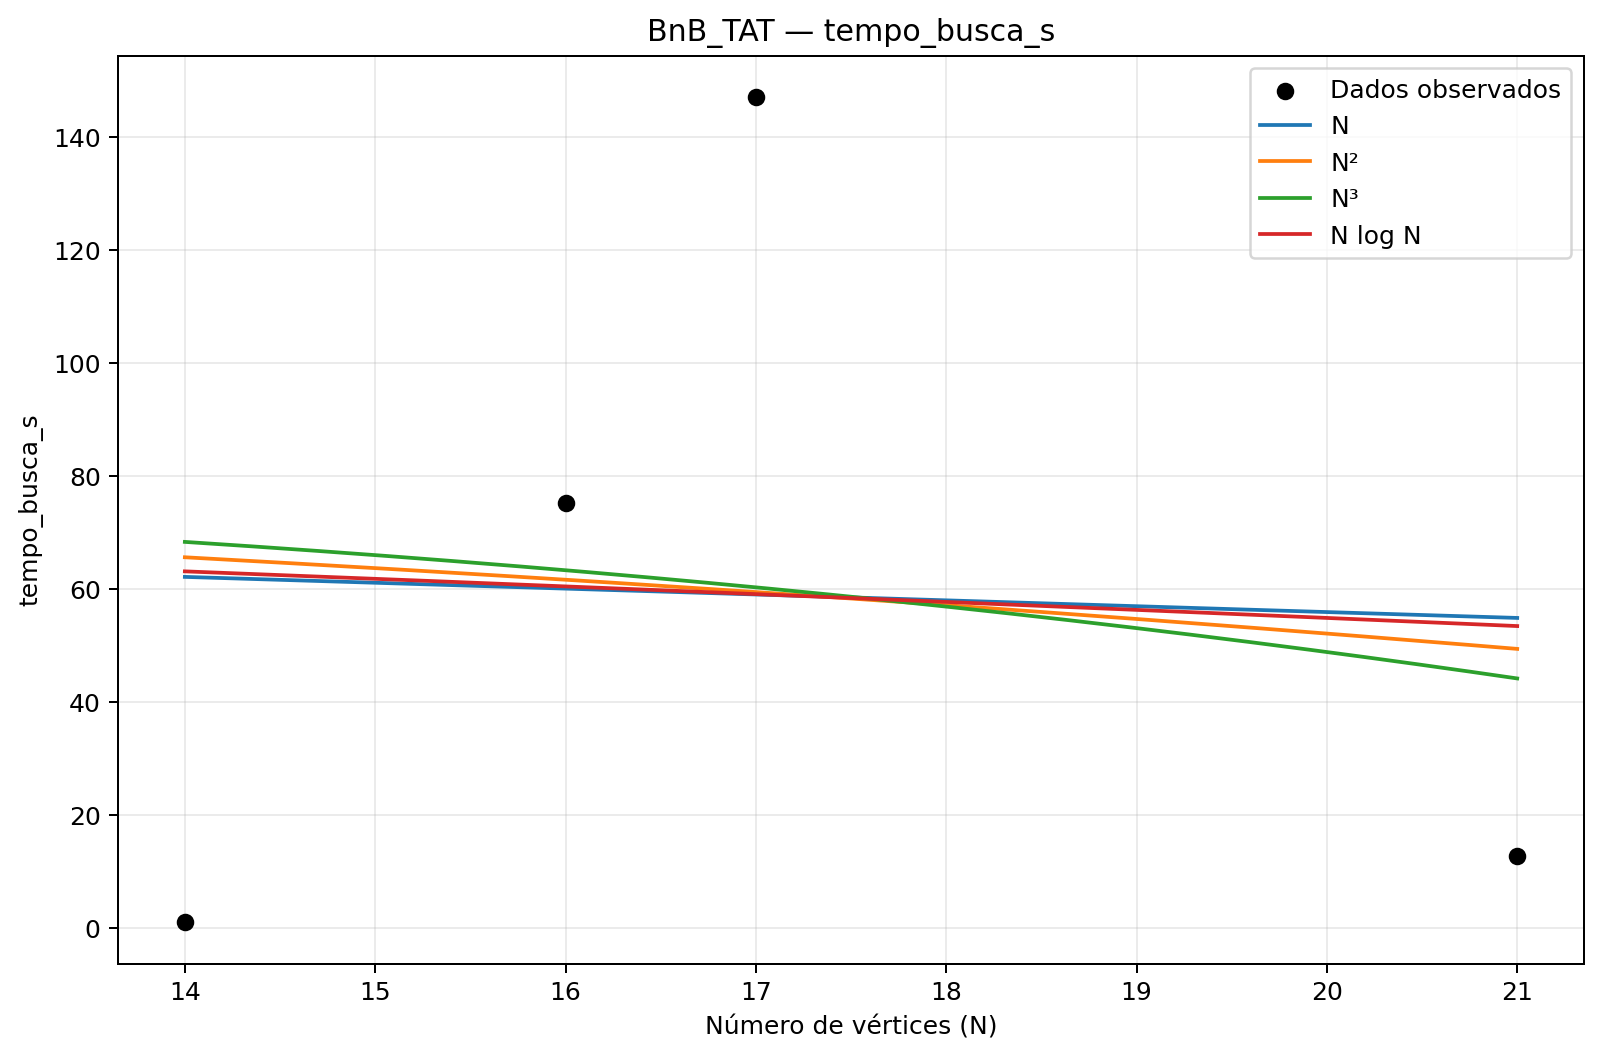 BnB_TAT — tempo_busca_s
Dados observados
N
N²
N³
N log N
tempo_busca_s
140
120
100
80
60
40
20
0
14 15 16 17 18 19 20 21
Número de vértices (N)